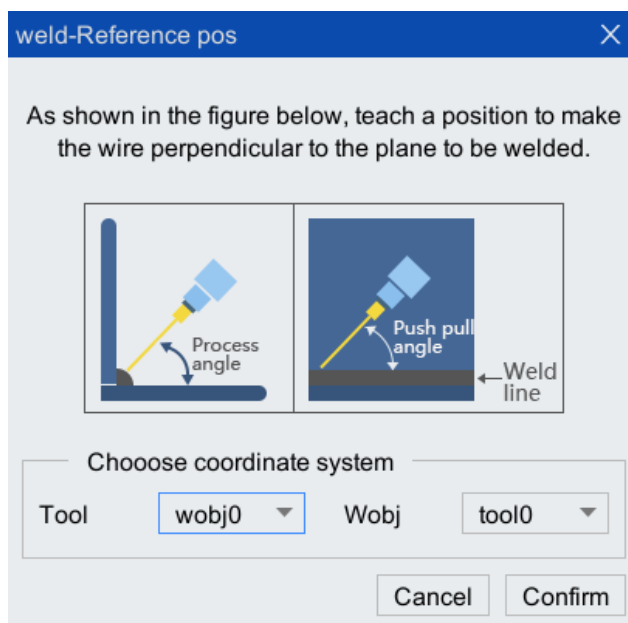 weld-Reference pos
As shown in the figure below, teach a position to make
the wire perpendicular to the plane to be welded.
Process
angle
Push pull
angle
Weld
line
Chooose coordinate system
Tool wobj0 Wobj tool0
Cancel Confirm